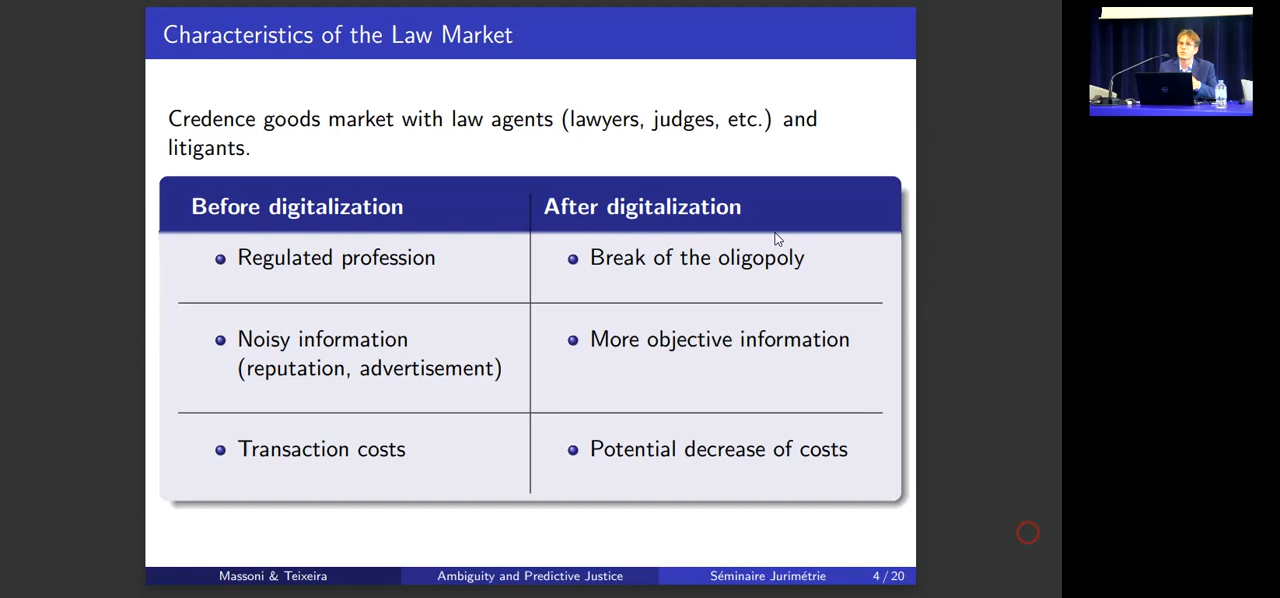 Characteristics of the Law Market
Credence goods market with law agents (lawyers, judges, etc.) and
litigants.
Before digitalization
After digitalization
Regulated profession
Break of the oligopoly
Noisy information
(reputation, advertisement)
More objective information
Transaction costs
Potential decrease of costs
Massoni & Teixeira
Ambiguity and Predictive Justice
Séminaire Jurimétrie
4 / 20